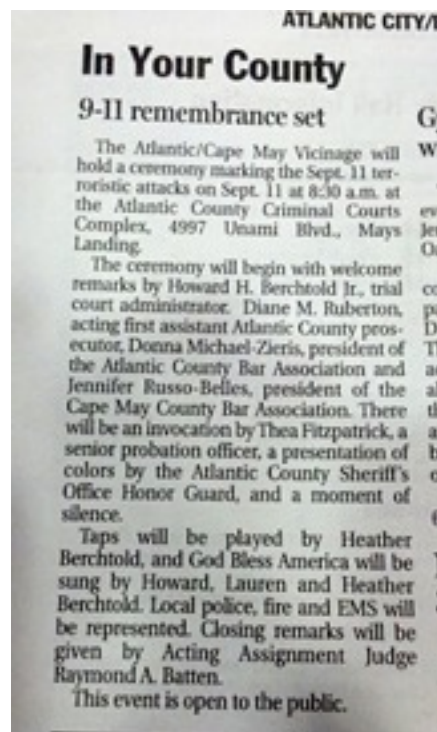 ATLANTIC CITY/
In Your County
9-11 remembrance set
The Atlantic/Cape May Vicinage will
hold a ceremony marking the Sept. 11 ter-
roristic attacks on Sept. 11 at 8:30 a.m. at
the Atlantic County Criminal Courts
Complex, 4997 Unami Blvd., Mays
Landing.
The ceremony will begin with welcome
remarks by Howard H. Berchtold Jr., trial
court administrator. Diane M. Ruberton,
acting first assistant Atlantic County pros-
ecutor, Donna Michael-Zieris, president of
the Atlantic County Bar Association and
Jennifer Russo-Belles, president of the
Cape May County Bar Association. There
will be an invocation by Thea Fitzpatrick, a
senior probation officer, a presentation of
colors by the Atlantic County Sheriff's
Office Honor Guard, and a moment of
silence.
Taps will be played by Heather
Berchtold, and God Bless America will be
sung by Howard, Lauren and Heather
Berchtold. Local police, fire and EMS will
be represented. Closing remarks will be
given by Acting Assignment Judge
Raymond A. Batten.
This event is open to the public.